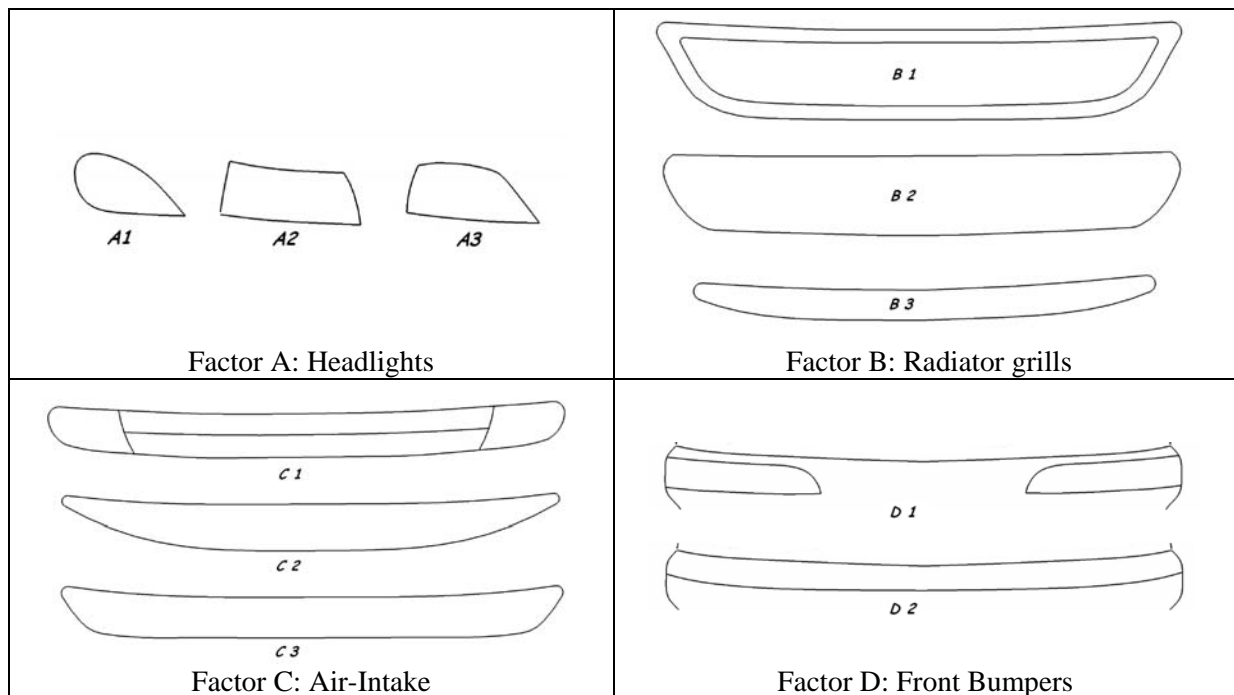 A1
A2
A3
Factor A: Headlights
B 1
B 2
B 3
Factor B: Radiator grills
C 1
C 2
C 3
Factor C: Air-Intake
D 1
D 2
Factor D: Front Bumpers